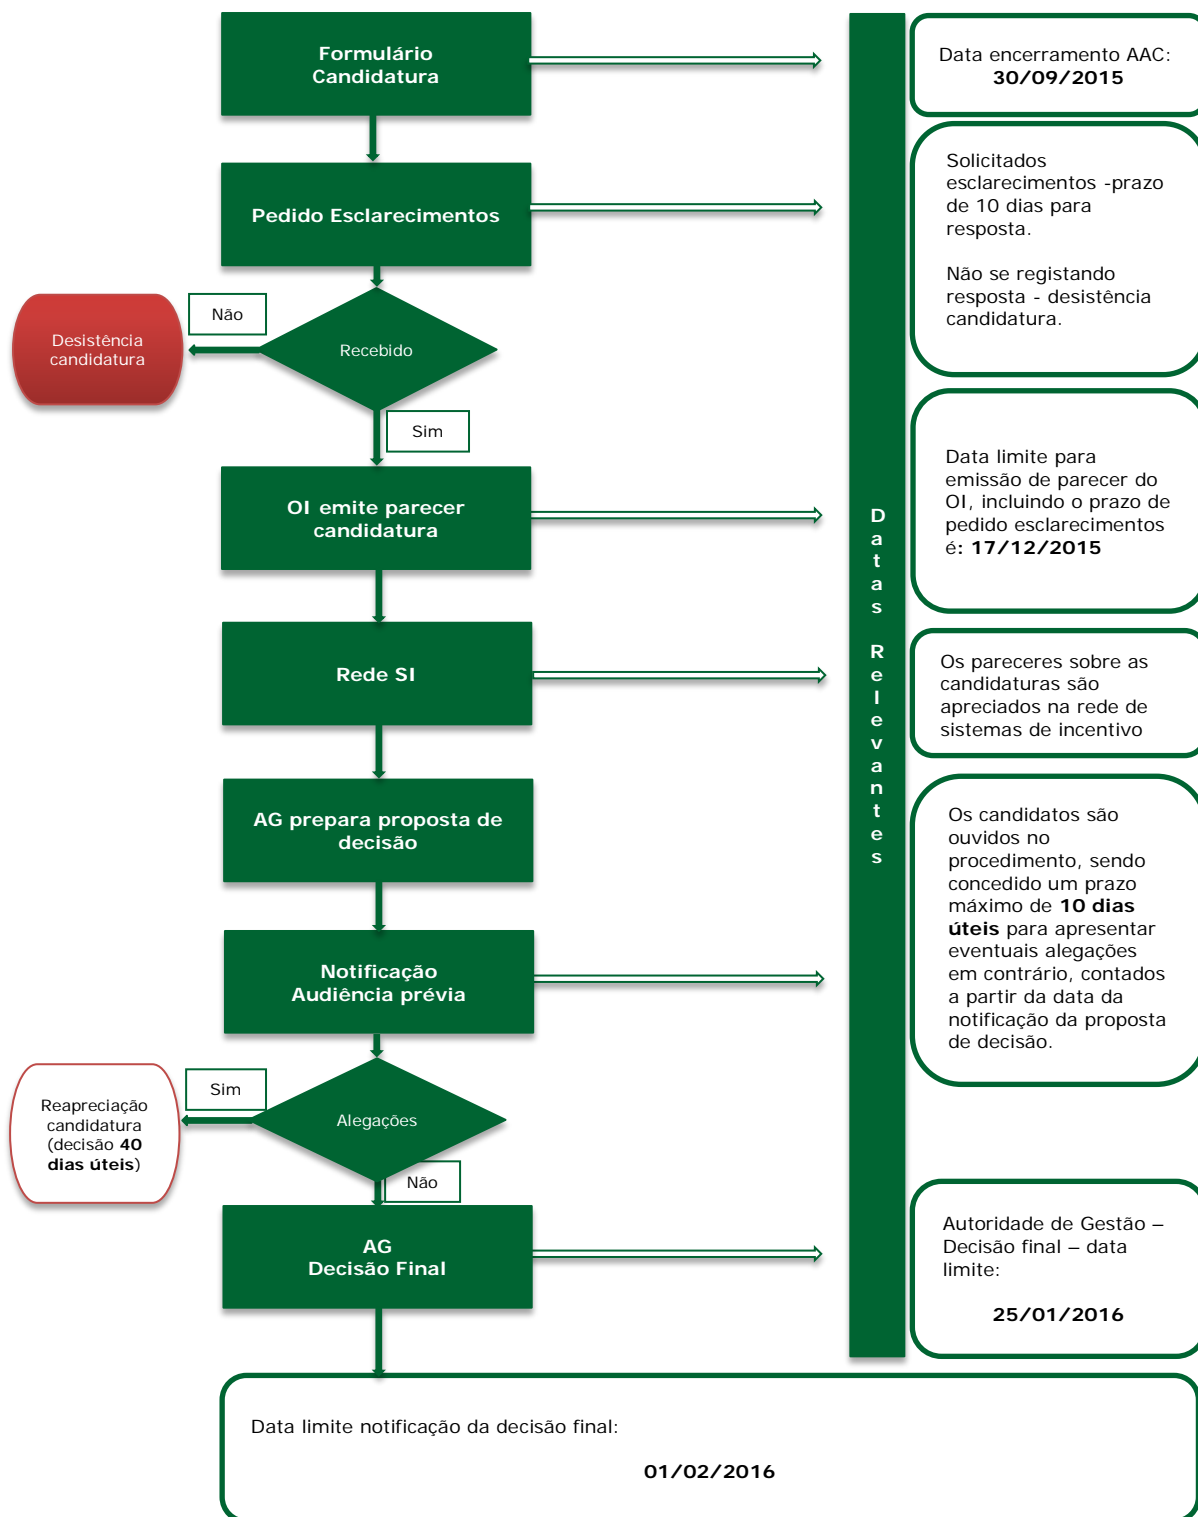 Formulário
Candidatura
Data encerramento AAC:
30/09/2015
Pedido Esclarecimentos
Solicitados
esclarecimentos -prazo
de 10 dias para
resposta.
Não se registando
resposta - desistência
candidatura.
Não
Desistência
candidatura
Recebido
Sim
OI emite parecer
candidatura
Data limite para
emissão de parecer do
OI, incluindo o prazo de
pedido esclarecimentos
é: 17/12/2015
Datas Relevantes
Rede SI
Os pareceres sobre as
candidaturas são
apreciados na rede de
sistemas de incentivo
AG prepara proposta de
decisão
Os candidatos são
ouvidos no
procedimento, sendo
concedido um prazo
máximo de 10 dias
úteis para apresentar
eventuais alegações
em contrário, contados
a partir da data da
notificação da proposta
de decisão.
Notificação
Audiência prévia
Sim
Reapreciação
candidatura
(decisão 40
dias úteis)
Alegações
Não
AG
Decisão Final
Autoridade de Gestão –
Decisão final – data
limite:
25/01/2016
Data limite notificação da decisão final:
01/02/2016